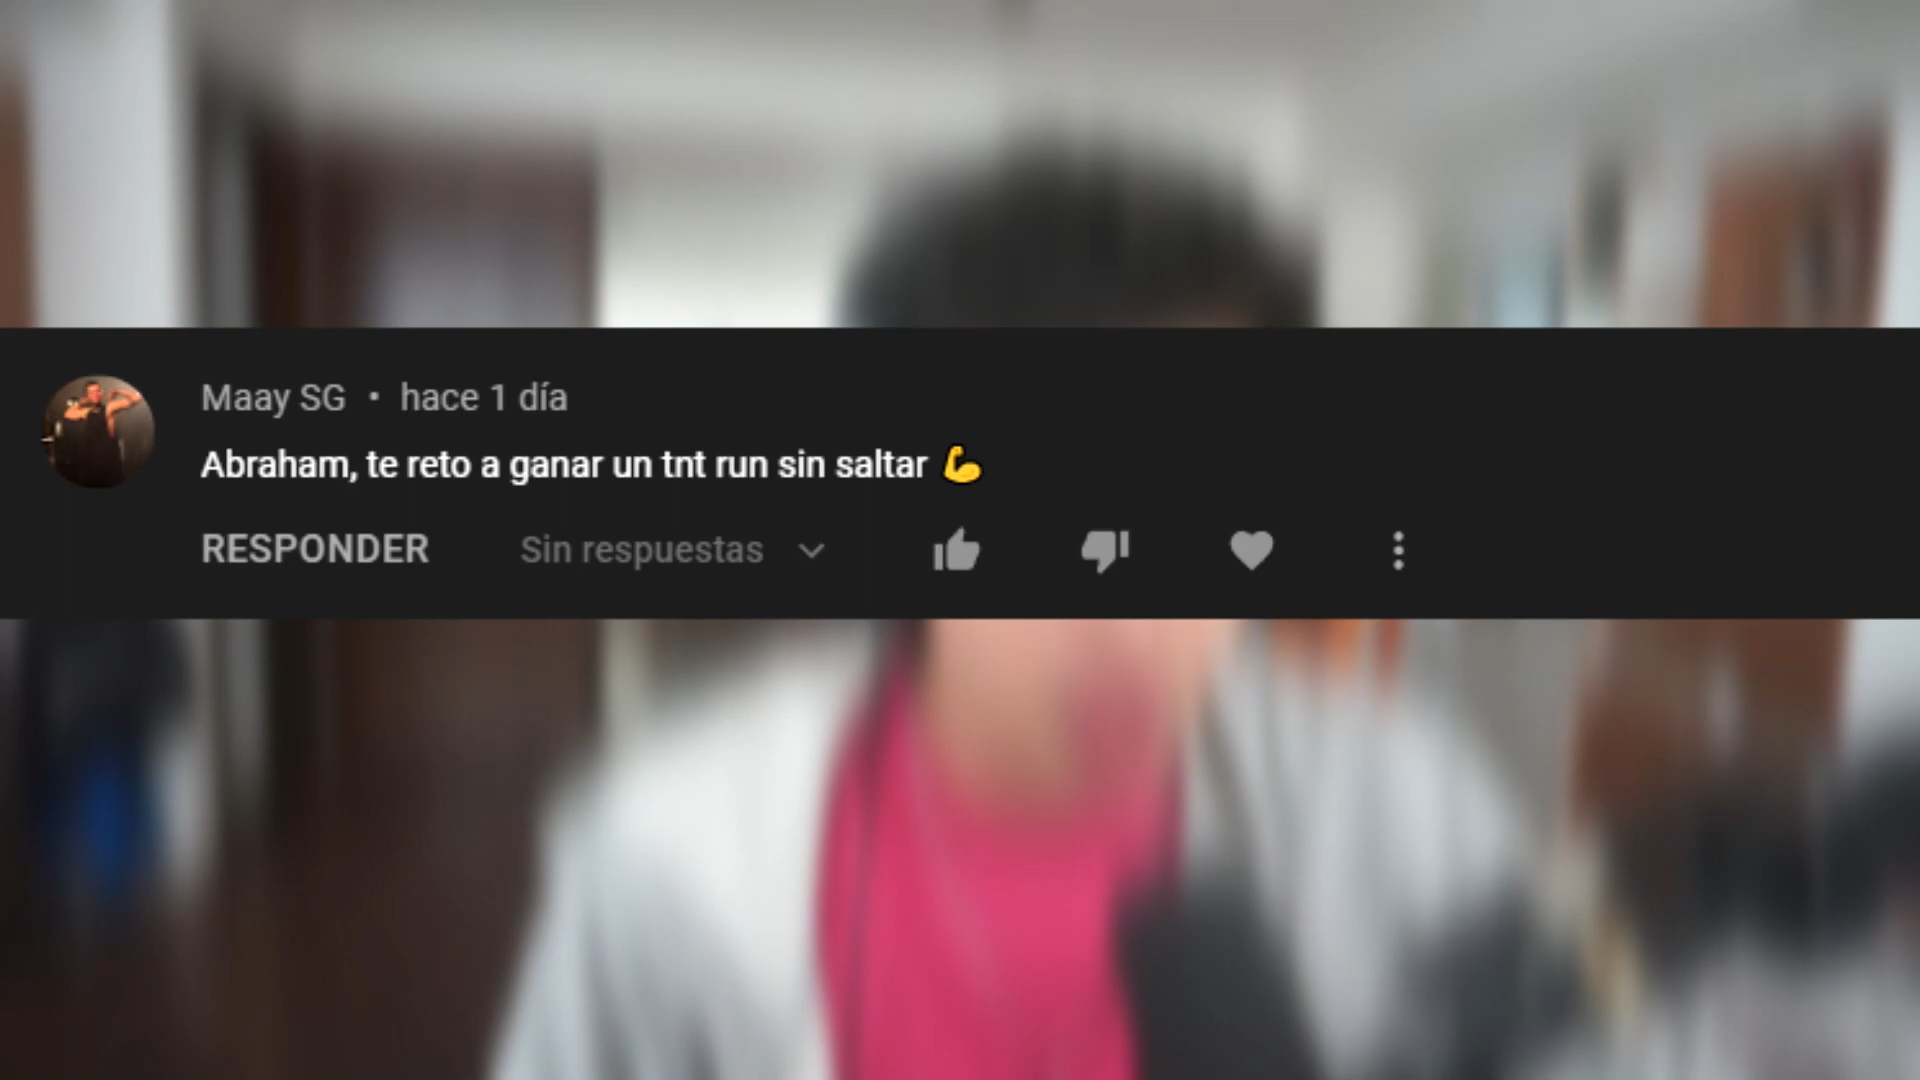 Maay SG • hace 1 día
Abraham, te reto a ganar un tnt run sin saltar 💪
RESPONDER Sin respuestas